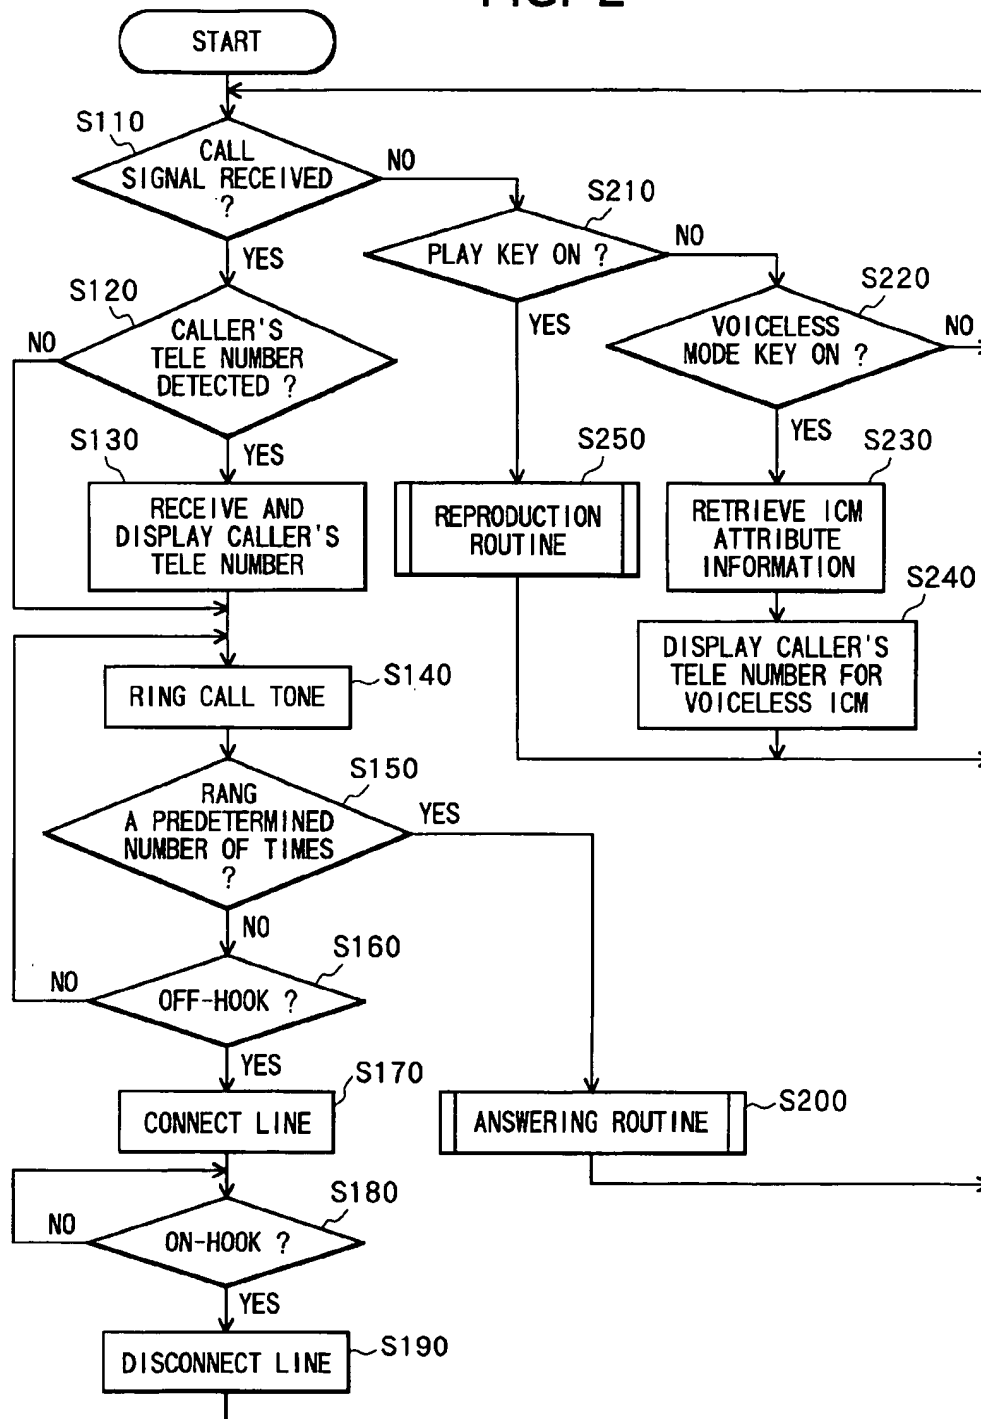 FIG. 2
START
S110
CALL
SIGNAL RECEIVED
?
NO
YES
S210
PLAY KEY ON ?
NO
YES
S220
VOICELESS
MODE KEY ON ?
NO
YES
S120
NO
CALLER'S
TELE NUMBER
DETECTED ?
YES
S130
RECEIVE AND
DISPLAY CALLER'S
TELE NUMBER
S250
REPRODUCTION
ROUTINE
S230
RETRIEVE ICM
ATTRIBUTE
INFORMATION
S240
DISPLAY CALLER'S
TELE NUMBER FOR
VOICELESS ICM
RING CALL TONE
S140
S150
RANG
A PREDETERMINED
NUMBER OF TIMES
?
YES
NO
S160
NO
OFF-HOOK ?
YES
S170
CONNECT LINE
ANSWERING ROUTINE
S200
S180
NO
ON-HOOK ?
YES
DISCONNECT LINE
S190